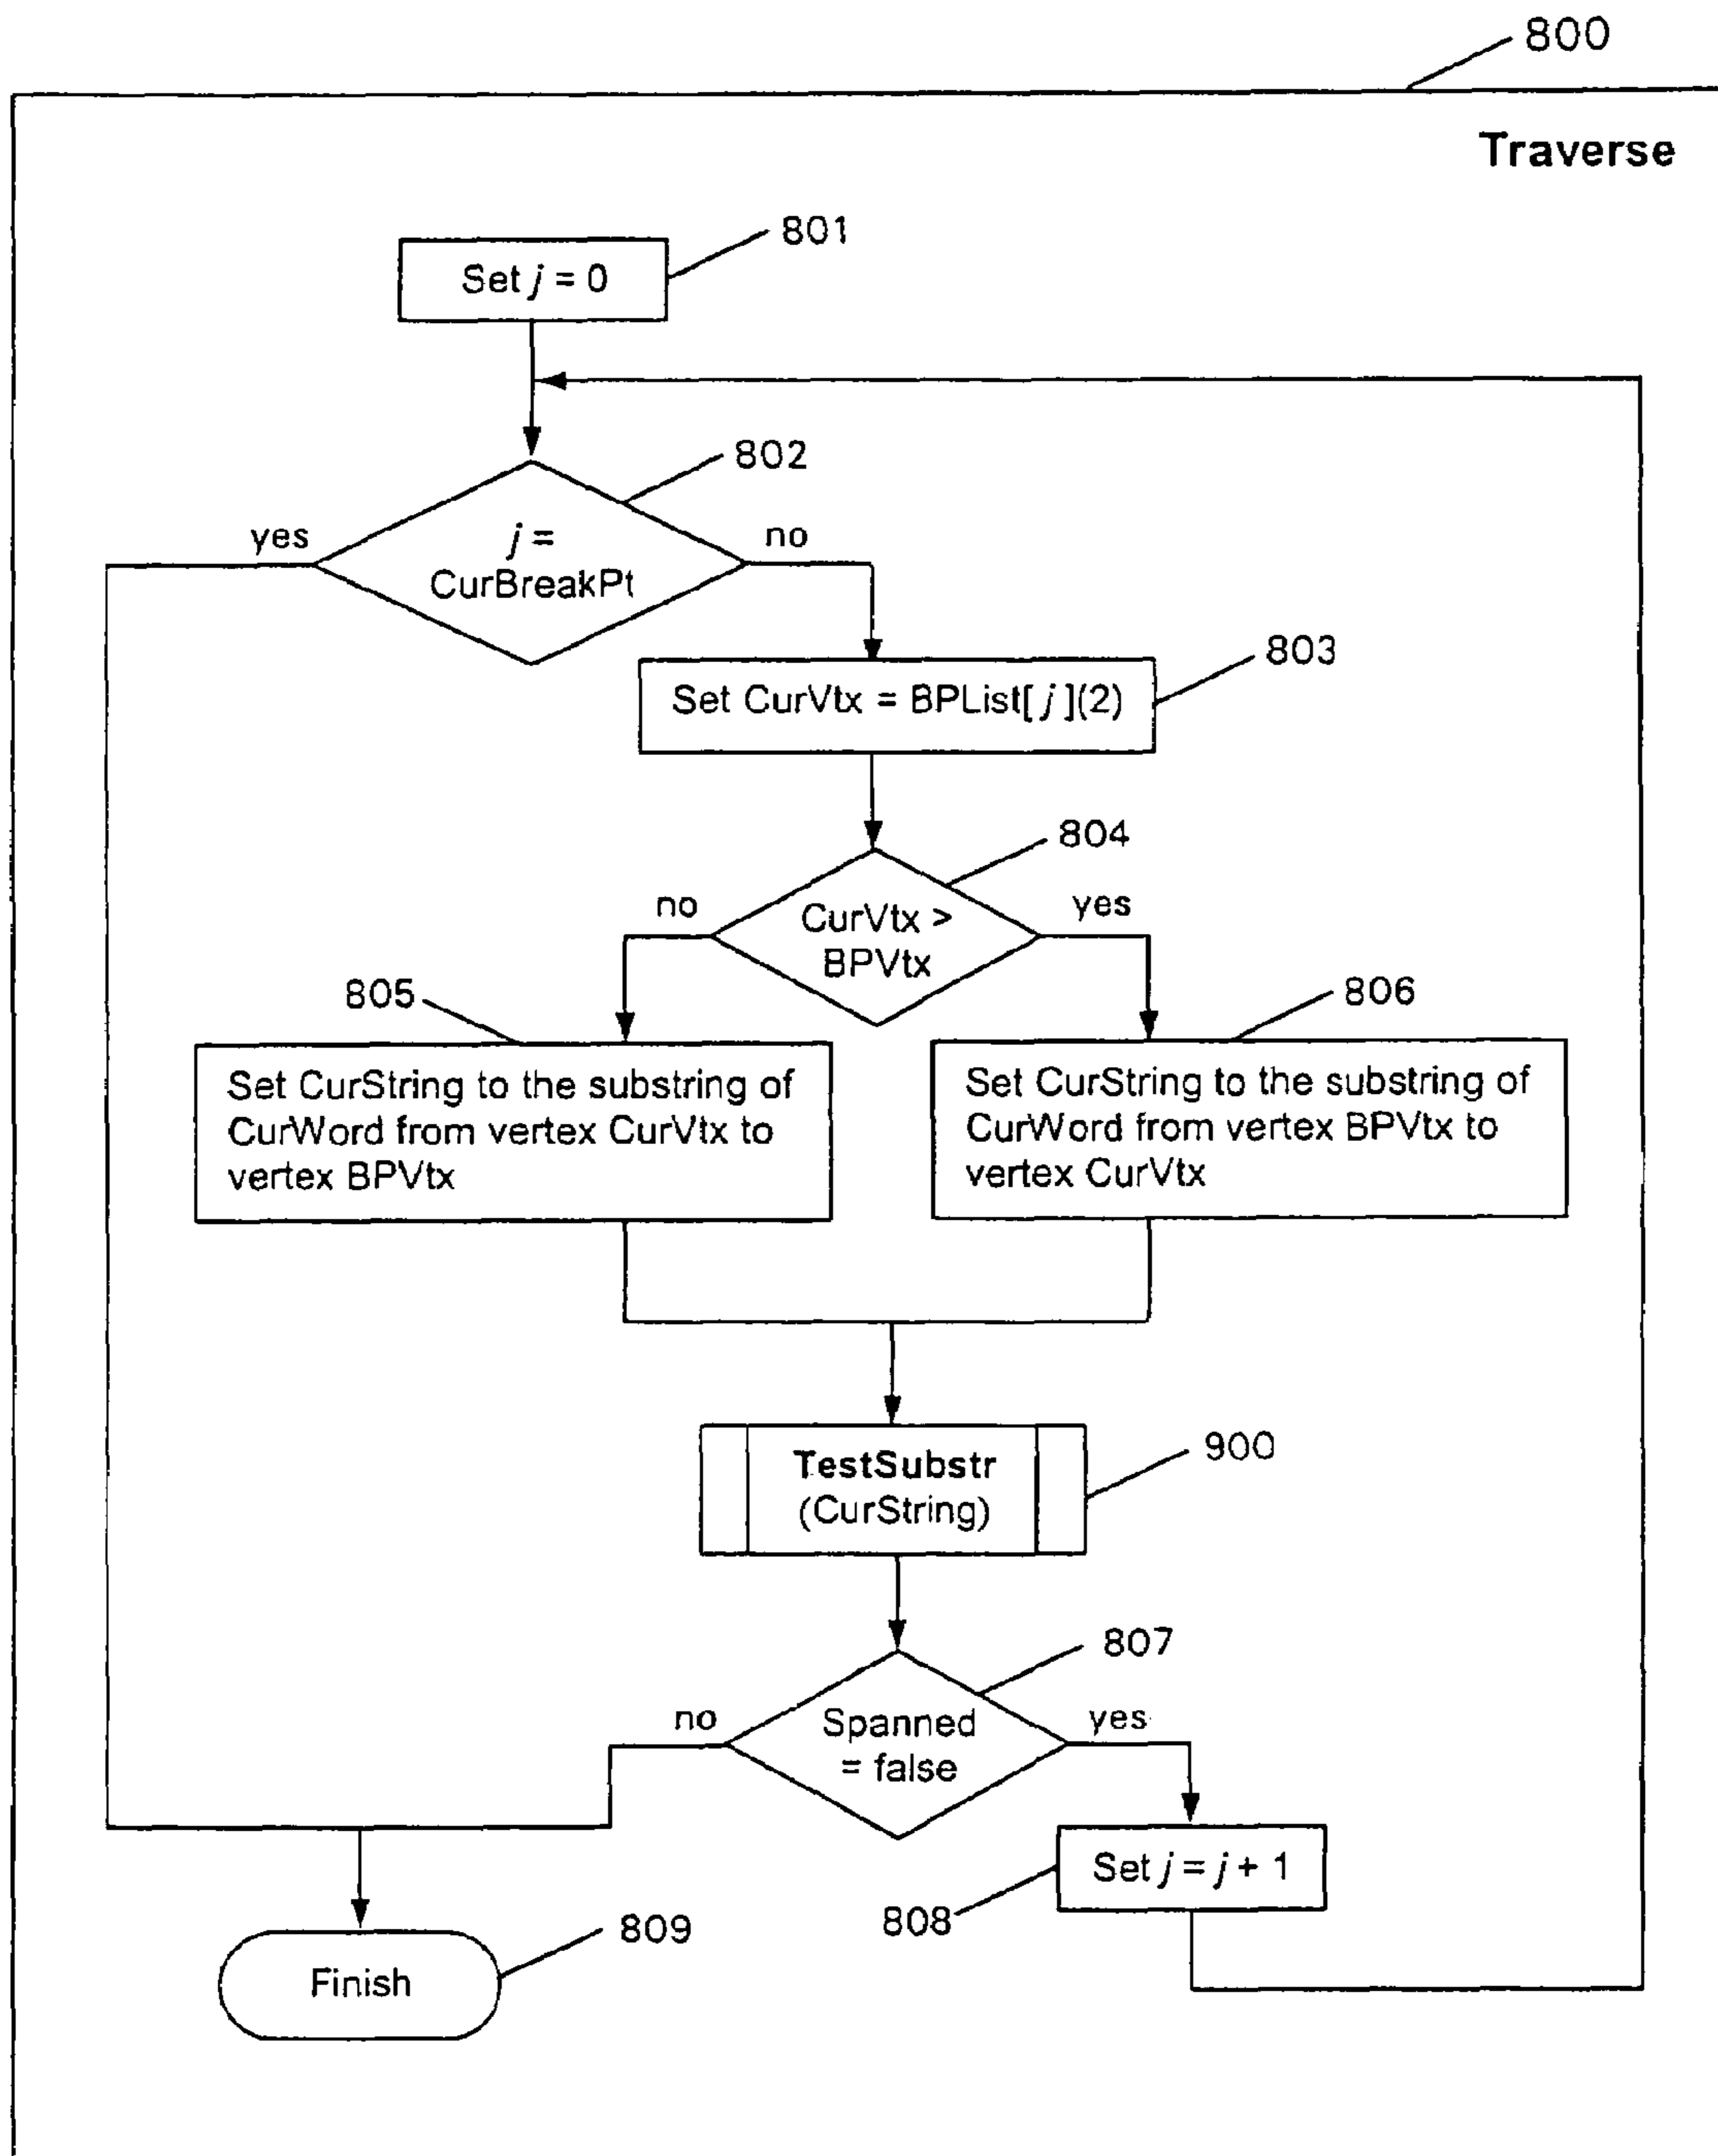 800
Traverse
801
Set j = 0
802
yes
j =
CurBreakPt
no
803
Set CurVtx = BPList[ j ](2)
804
no
CurVtx >
BPVtx
yes
805
806
Set CurString to the substring of
CurWord from vertex CurVtx to
vertex BPVtx
Set CurString to the substring of
CurWord from vertex BPVtx to
vertex CurVtx
TestSubstr
(CurString)
900
807
no
Spanned
= false
yes
Set j = j + 1
808
809
Finish